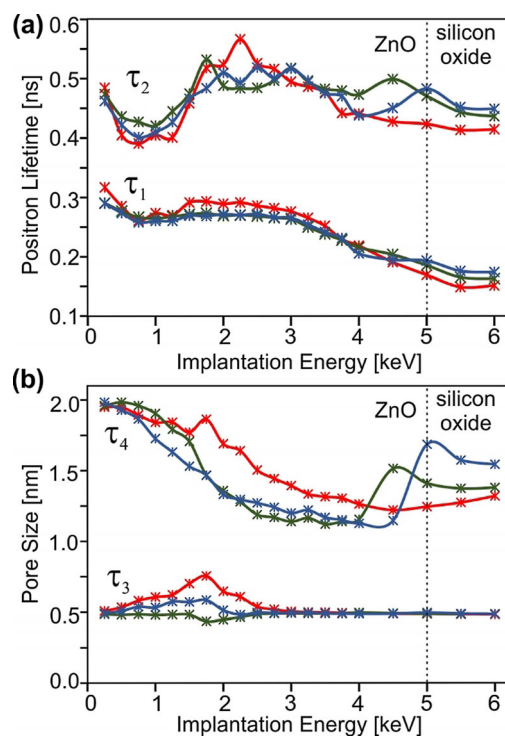 (a)
0.6
0.5
0.4
0.3
0.2
0.1
Positron Lifetime [ns]
τ2
τ1
ZnO
silicon
oxide
0 1 2 3 4 5 6
Implantation Energy [keV]
(b)
2.0
1.5
1.0
0.5
0.0
Pore Size [nm]
τ4
τ3
ZnO
silicon
oxide
0 1 2 3 4 5 6
Implantation Energy [keV]